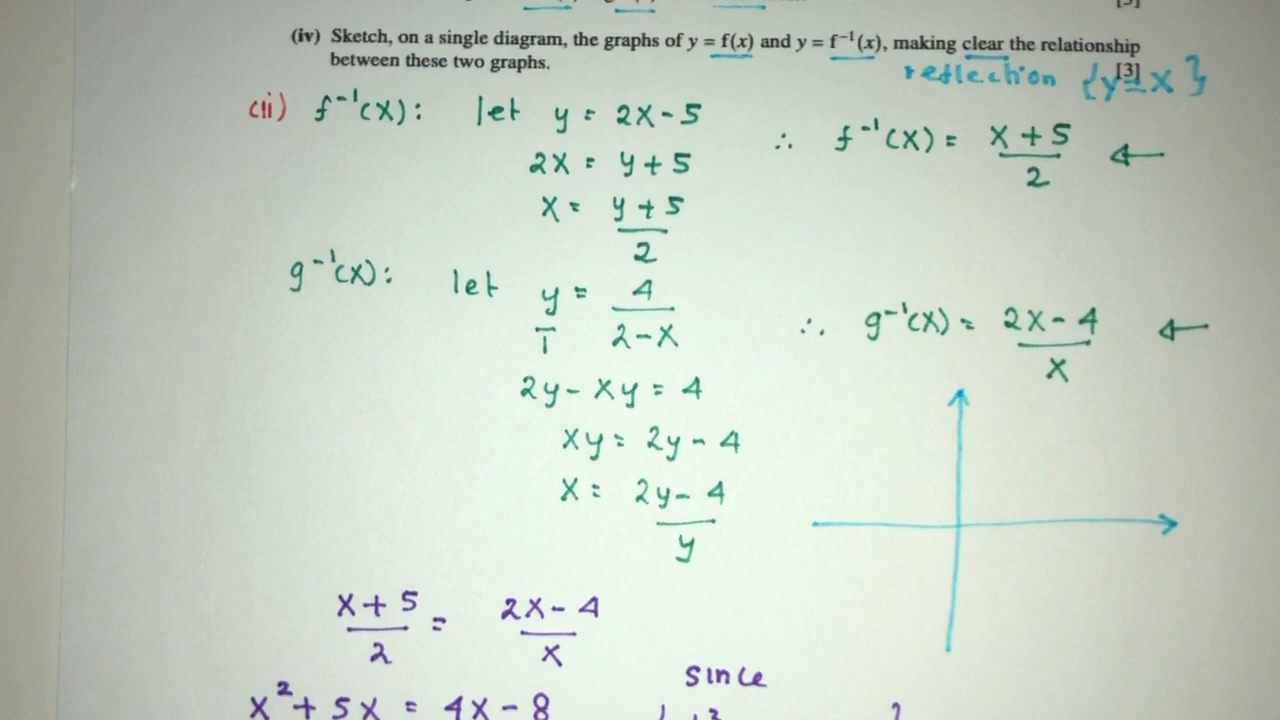 (iv) Sketch, on a single diagram, the graphs of y = f(x) and y = f⁻¹(x), making clear the relationship
between these two graphs. [3]
reflection {y = x}
(ii) f⁻¹(x): let y = 2x - 5
2x = y + 5
x = y + 5 / 2
∴ f⁻¹(x) = x + 5 / 2 ←
g⁻¹(x): let y = 4 / 2 - x
1
2y - xy = 4
xy = 2y - 4
x = 2y - 4 / y
∴ g⁻¹(x) = 2x - 4 / x ←
x + 5 / 2 = 2x - 4 / x
x² + 5x = 4x - 8
since